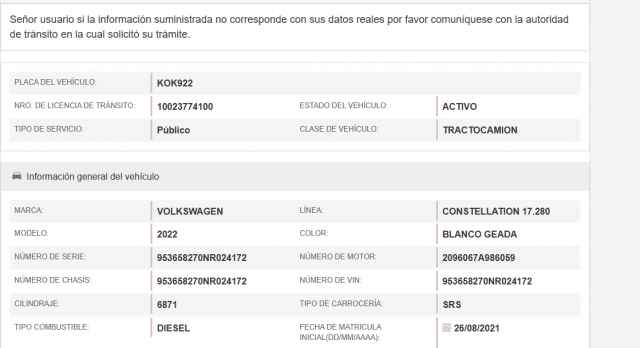 Señor usuario si la información suministrada no corresponde con sus datos reales por favor comuníquese con la autoridad
de tránsito en la cual solicitó su trámite.
PLACA DEL VEHÍCULO: KOK922
NRO. DE LICENCIA DE TRÁNSITO: 10023774100 ESTADO DEL VEHÍCULO: ACTIVO
TIPO DE SERVICIO: Público CLASE DE VEHÍCULO: TRACTOCAMION
Información general del vehículo
MARCA: VOLKSWAGEN LÍNEA: CONSTELLATION 17.280
MODELO: 2022 COLOR: BLANCO GEADA
NÚMERO DE SERIE: 953658270NR024172 NÚMERO DE MOTOR: 2096067A986059
NÚMERO DE CHASIS: 953658270NR024172 NÚMERO DE VIN: 953658270NR024172
CILINDRAJE: 6871 TIPO DE CARROCERÍA: SRS
TIPO COMBUSTIBLE: DIESEL FECHA DE MATRICULA 26/08/2021
INICIAL(DD/MM/AAAA):